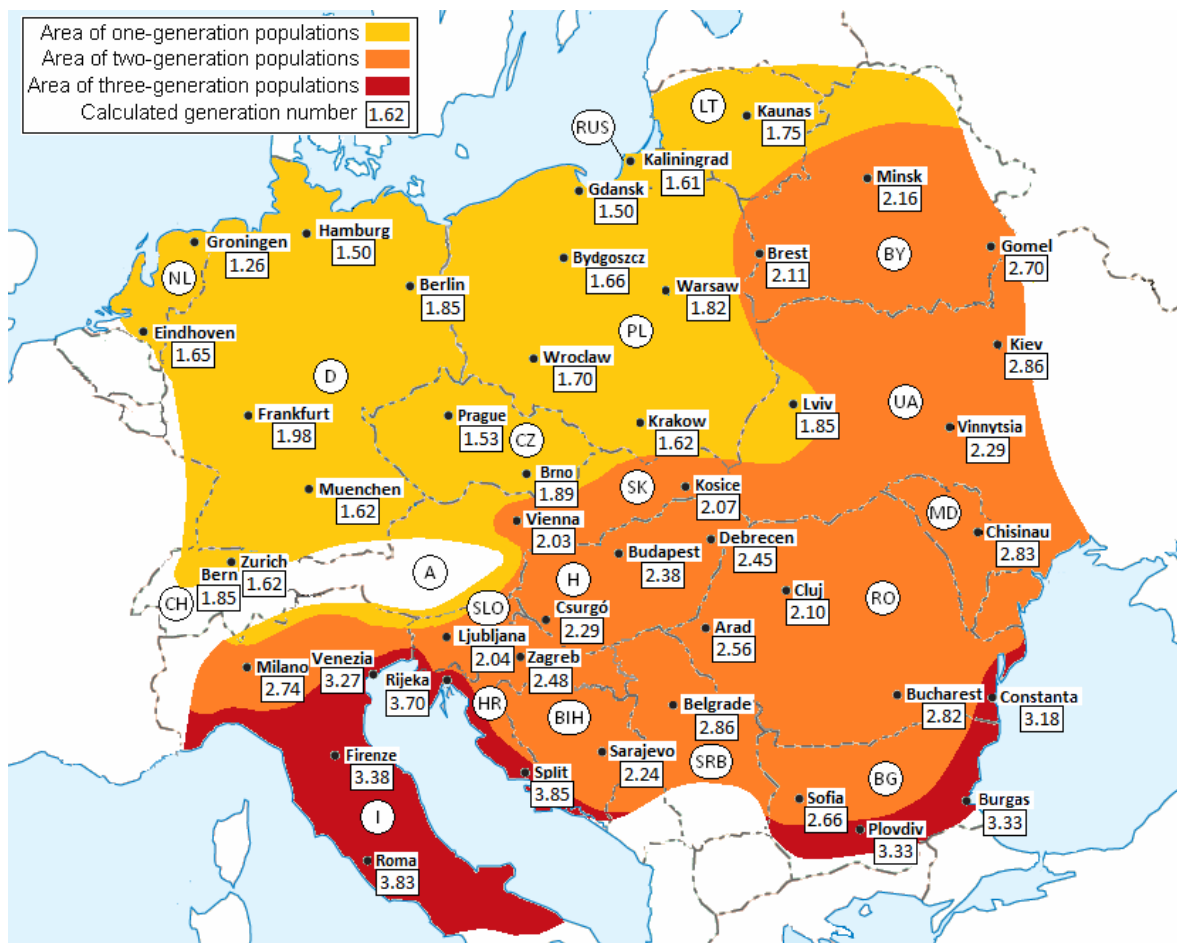 Area of one-generation populations
Area of two-generation populations
Area of three-generation populations
Calculated generation number 1.62
LT
Kaunas
1.75
RUS
Kaliningrad
1.61
Gdansk
1.50
Minsk
2.16
Hamburg
1.50
Groningen
1.26
NL
Bydgoszcz
1.66
Brest
2.11
BY
Gomel
2.70
Berlin
1.85
Warsaw
1.82
Eindhoven
1.65
PL
Kiev
2.86
D
Wroclaw
1.70
UA
Lviv
1.85
Frankfurt
1.98
Prague
1.53
CZ
Krakow
1.62
Vinnytsia
2.29
Brno
1.89
SK
Kosice
2.07
Muenchen
1.62
MD
Vienna
2.03
Chisinau
2.83
Debrecen
2.45
Budapest
2.38
Zurich
1.62
Bern
1.85
CH
A
H
Cluj
2.10
RO
SLO
Csurgó
2.29
Arad
2.56
Ljubljana
2.04
Zagreb
2.48
Milano
2.74
Venezia
3.27
Rijeka
3.70
HR
BIH
Belgrade
2.86
Bucharest
2.82
Constanta
3.18
Firenze
3.38
Sarajevo
2.24
SRB
Split
3.85
BG
Sofia
2.66
Burgas
3.33
Plovdiv
3.33
I
Roma
3.83